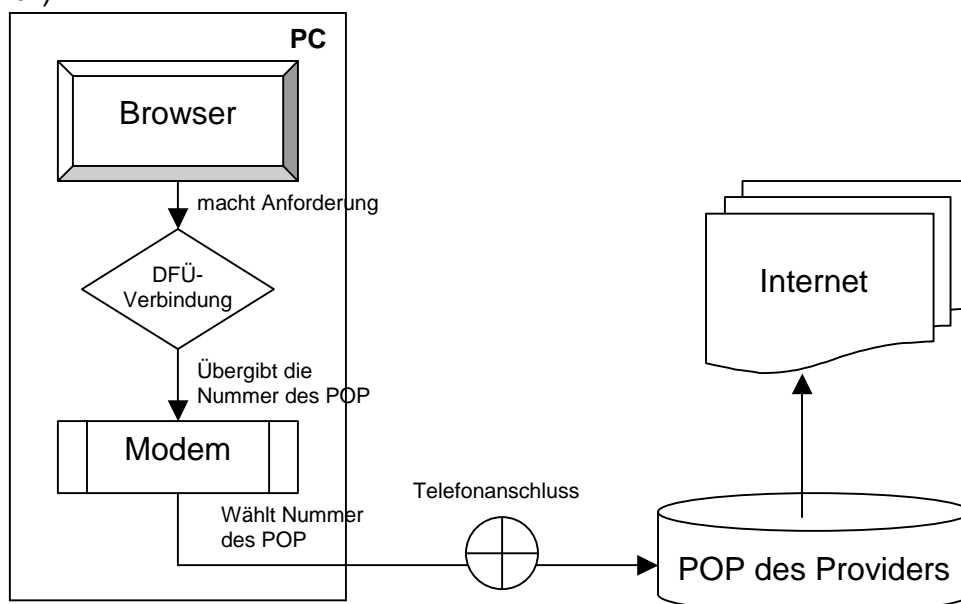 PC
Browser
macht Anforderung
DFÜ-
Verbindung
Übergibt die
Nummer des POP
Modem
Wählt Nummer
des POP
Telefonanschluss
POP des Providers
Internet